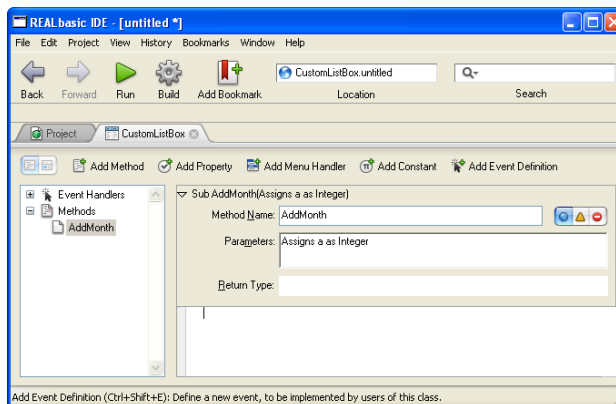 REALbasic IDE - [untitled *]
File Edit Project View History Bookmarks Window Help
CustomListBox.untitled
Back Forward Run Build Add Bookmark Location Search
Project CustomListBox
Add Method Add Property Add Menu Handler Add Constant Add Event Definition
Event Handlers
Methods
AddMonth
Sub AddMonth(Assigns a as Integer)
Method Name: AddMonth
Parameters: Assigns a as Integer
Return Type:
Add Event Definition (Ctrl+Shift+E): Define a new event, to be implemented by users of this class.